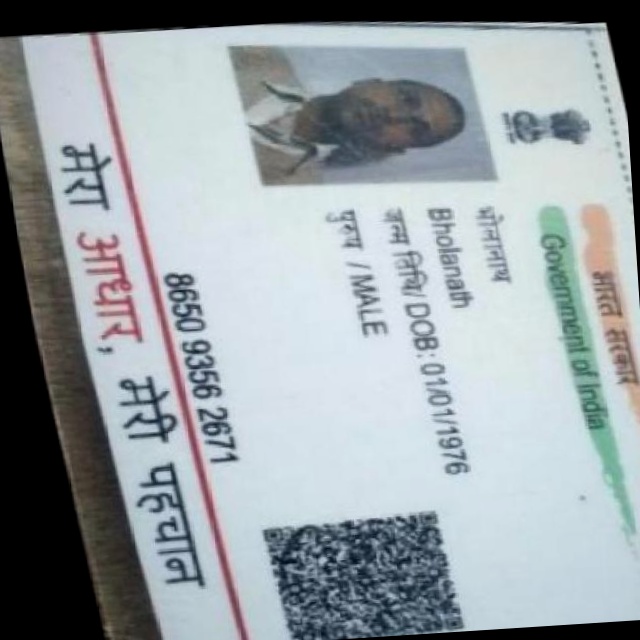 भारत सरकार
Government of India
भोलानाथ
Bholanath
जन्म तिथि/ DOB: 01/01/1976
पुरुष / MALE
8650 9356 2671
मेरा आधार, मेरी पहचान